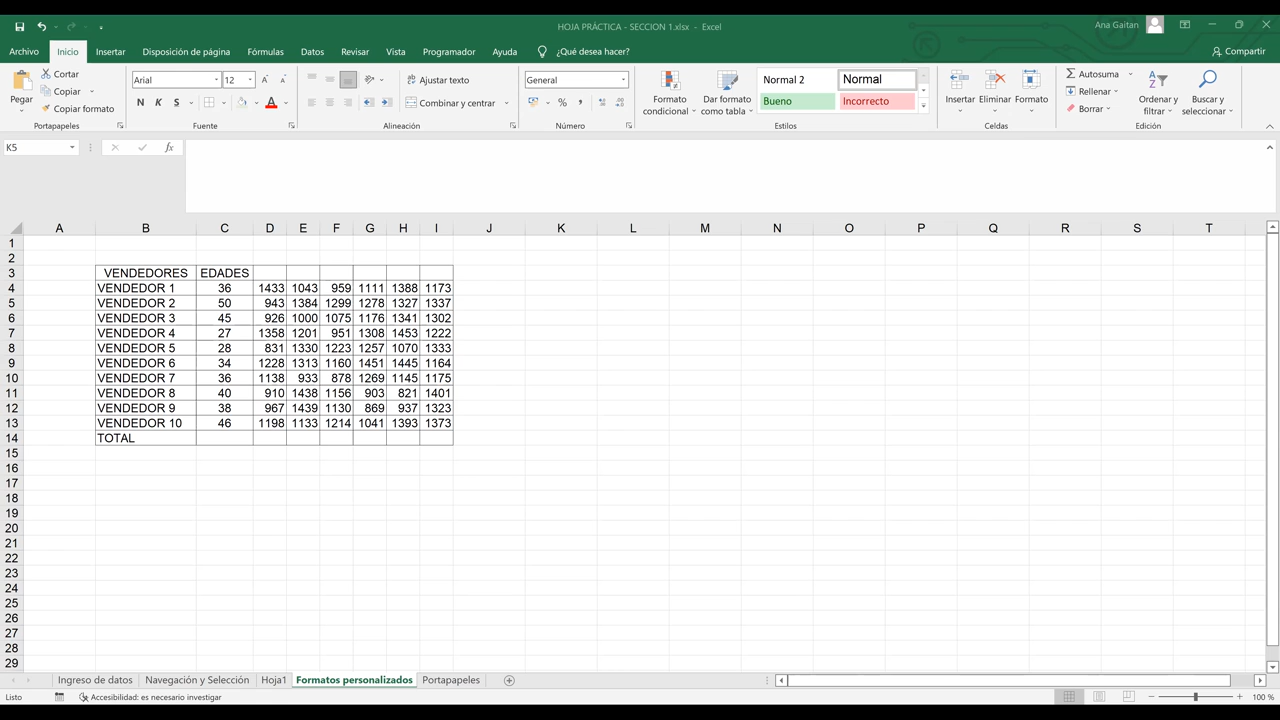 HOJA PRÁCTICA - SECCION 1.xlsx - Excel
Ana Gaitan
Archivo Inicio Insertar Disposición de página Fórmulas Datos Revisar Vista Programador Ayuda ¿Qué desea hacer? Compartir
Pegar
Cortar
Copiar
Copiar formato
Portapapeles
Arial 12
N K S A
Fuente
Ajustar texto
Combinar y centrar
Alineación
General
%
Número
Formato condicional
Dar formato como tabla
Normal 2 Normal
Bueno Incorrecto
Estilos
Insertar Eliminar Formato
Celdas
Autosuma
Rellenar
Borrar
Ordenar y filtrar
Buscar y seleccionar
Edición
K5 fx
A B C D E F G H I J K L M N O P Q R S T
1
2
3 VENDEDORES EDADES
4 VENDEDOR 1 36 1433 1043 959 1111 1388 1173
5 VENDEDOR 2 50 943 1384 1299 1278 1327 1337
6 VENDEDOR 3 45 926 1000 1075 1176 1341 1302
7 VENDEDOR 4 27 1358 1201 951 1308 1453 1222
8 VENDEDOR 5 28 831 1330 1223 1257 1070 1333
9 VENDEDOR 6 34 1228 1313 1160 1451 1445 1164
10 VENDEDOR 7 36 1138 933 878 1269 1145 1175
11 VENDEDOR 8 40 910 1438 1156 903 821 1401
12 VENDEDOR 9 38 967 1439 1130 869 937 1323
13 VENDEDOR 10 46 1198 1133 1214 1041 1393 1373
14 TOTAL
15
16
17
18
19
20
21
22
23
24
25
26
27
28
29
Ingreso de datos Navegación y Selección Hoja1 Formatos personalizados Portapapeles
Listo Accesibilidad: es necesario investigar 100 %